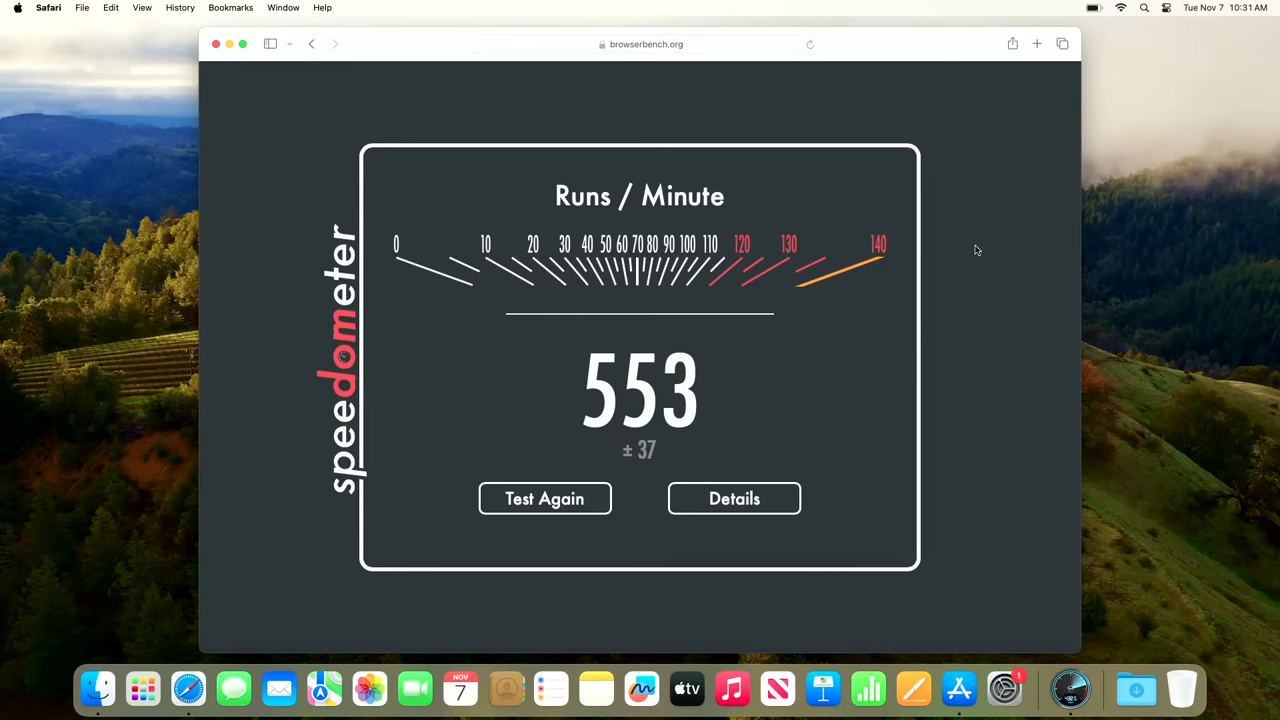 Safari File Edit View History Bookmarks Window Help Tue Nov 7 10:31 AM
browserbench.org
speedometer
Runs / Minute
0 10 20 30 40 50 60 70 80 90 100 110 120 130 140
553
± 37
Test Again Details
NOV
7
tv
1